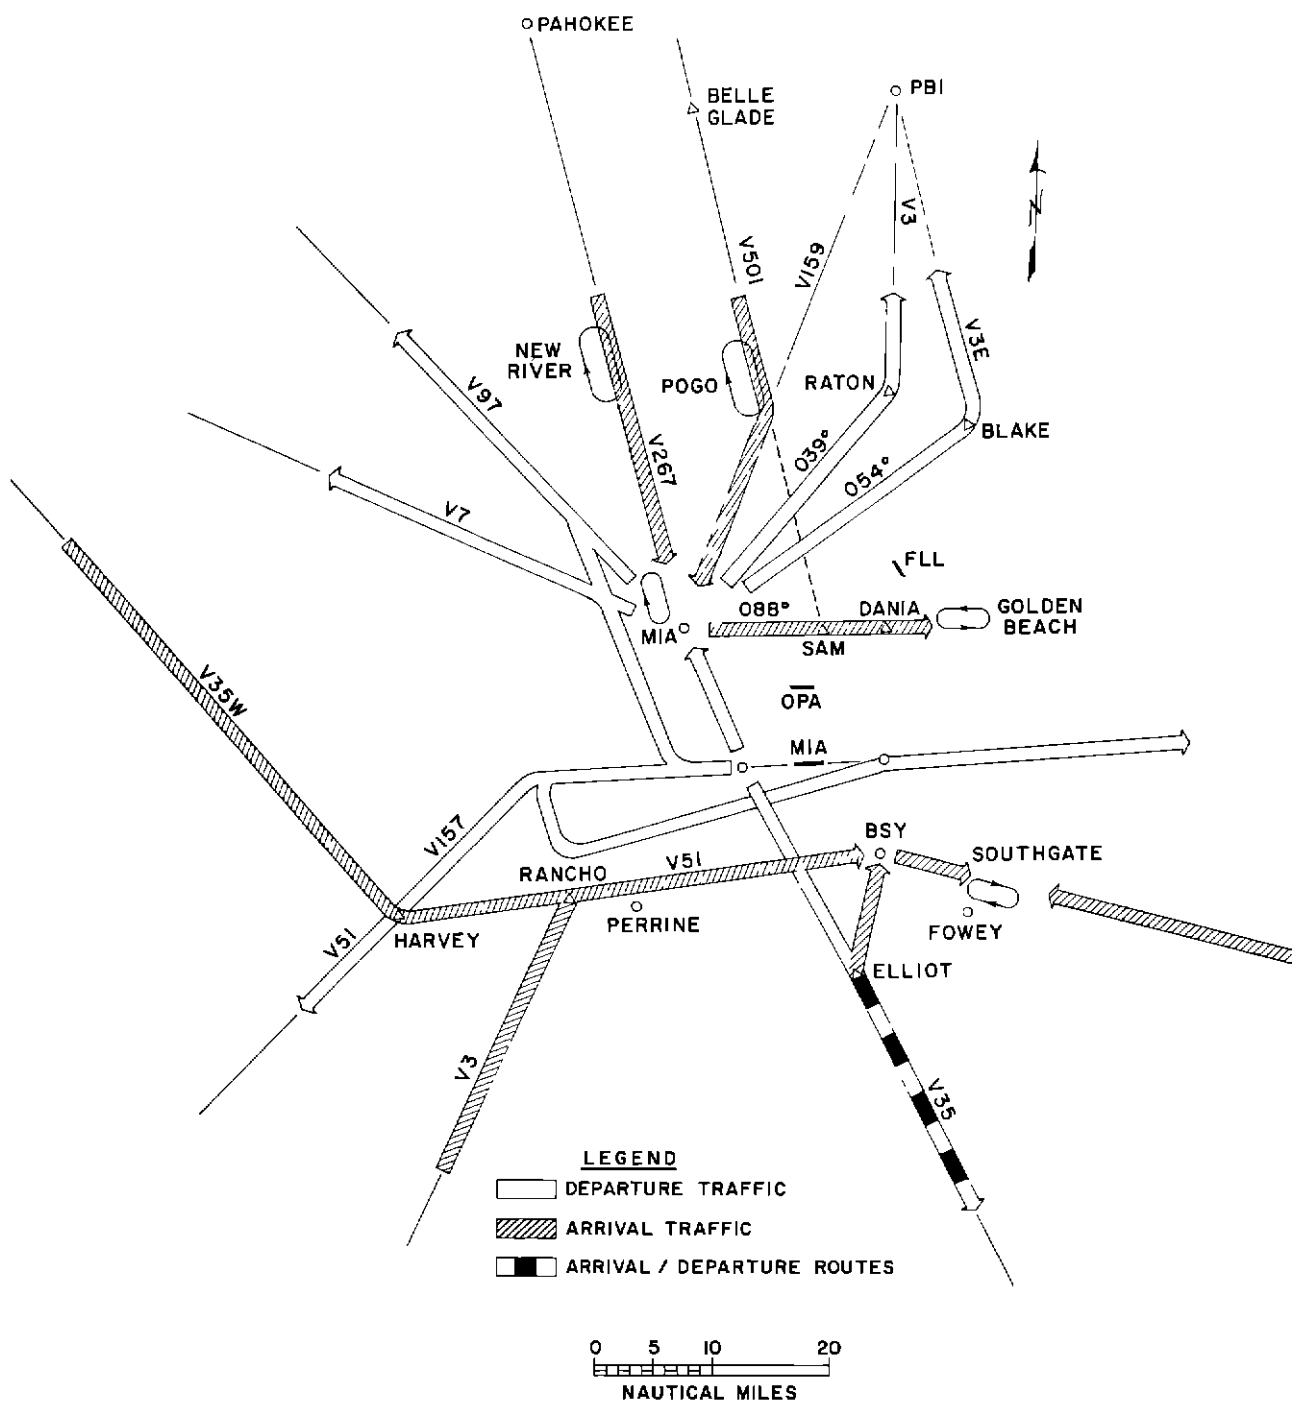 PAHOKEE
BELLE
GLADE
PBI
N
V3
V501
V159
V3E
NEW
RIVER
POGO
RATON
BLAKE
V97
V267
039°
054°
V7
FLL
088°
DANIA
GOLDEN
BEACH
MIA
SAM
V35W
OPA
MIA
V157
BSY
SOUTHGATE
V51
RANCHO
PERRINE
FOWEY
HARVEY
V51
ELLIOT
V3
V35
LEGEND
DEPARTURE TRAFFIC
ARRIVAL TRAFFIC
ARRIVAL / DEPARTURE ROUTES
0 5 10 20
NAUTICAL MILES